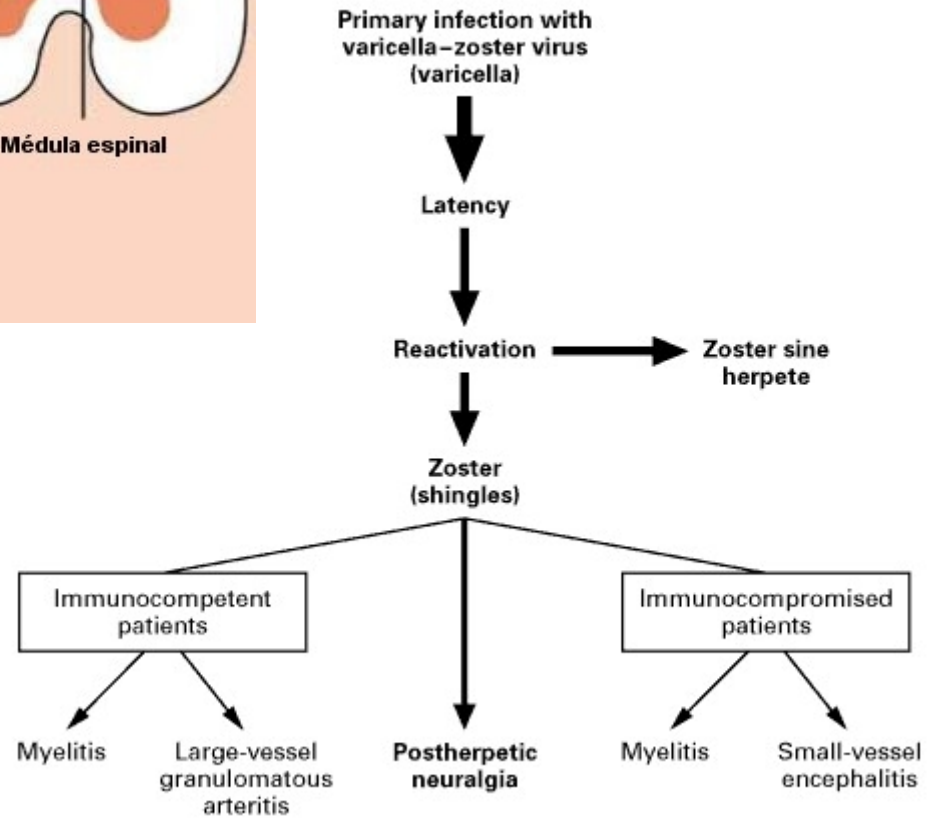 Primary infection with
varicella–zoster virus
(varicella)
Médula espinal
Latency
Reactivation
Zoster sine
herpete
Zoster
(shingles)
Immunocompetent
patients
Immunocompromised
patients
Myelitis
Large-vessel
granulomatous
arteritis
Postherpetic
neuralgia
Myelitis
Small-vessel
encephalitis